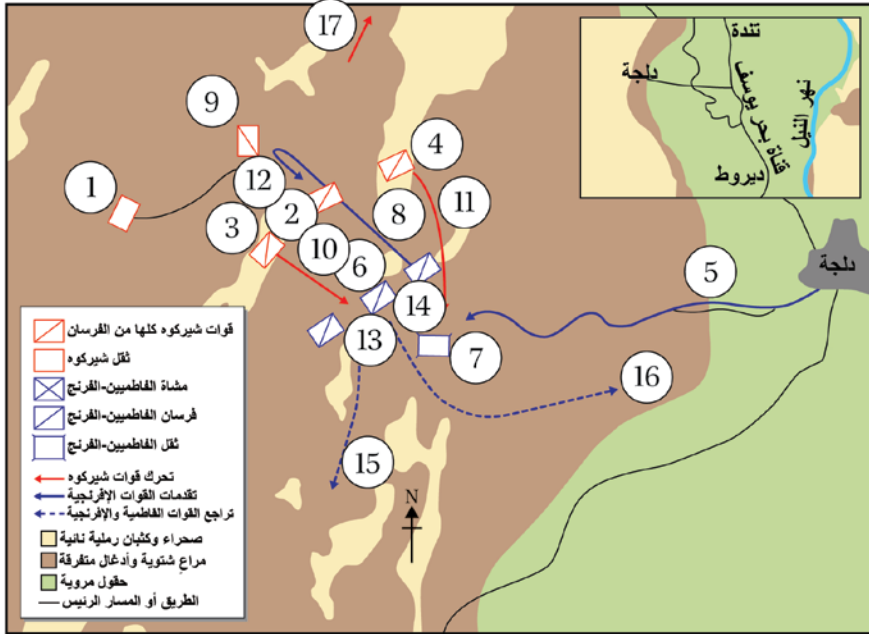 17
9
4
1
12
2
3
8
11
10
6
5
14
13
7
16
15
N
دلجة
تندة
دلجة
قناة بحر يوسف
نهر النيل
ديروط
قوات شيركوه كلها من الفرسان
ثقل شيركوه
مشاة الفاطميين-الفرنج
فرسان الفاطميين-الفرنج
ثقل الفاطميين-الفرنج
تحرك قوات شيركوه
تقدمات القوات الإفرنجية
تراجع القوات الفاطمية والإفرنجية
صحراء وكثبان رملية نائية
مراعٍ شتوية وأدغال متفرقة
حقول مروية
الطريق أو المسار الرئيس